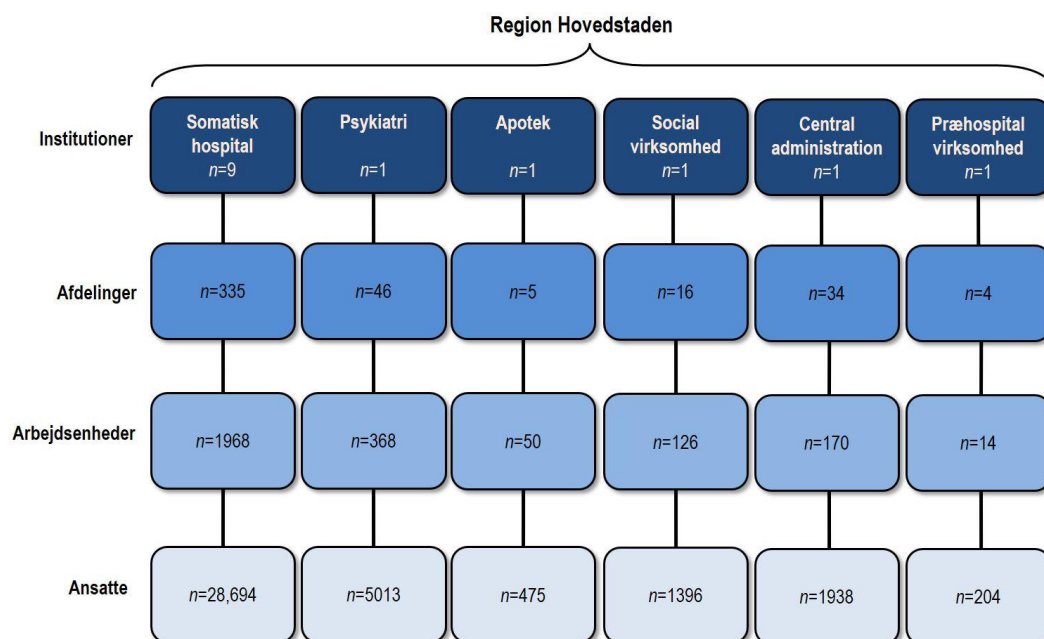 Region Hovedstaden
Institutioner
Somatisk
hospital
n=9
Psykiatri
n=1
Apotek
n=1
Social
virksomhed
n=1
Central
administration
n=1
Præhospital
virksomhed
n=1
Afdelinger
n=335
n=46
n=5
n=16
n=34
n=4
Arbejdsenheder
n=1968
n=368
n=50
n=126
n=170
n=14
Ansatte
n=28,694
n=5013
n=475
n=1396
n=1938
n=204